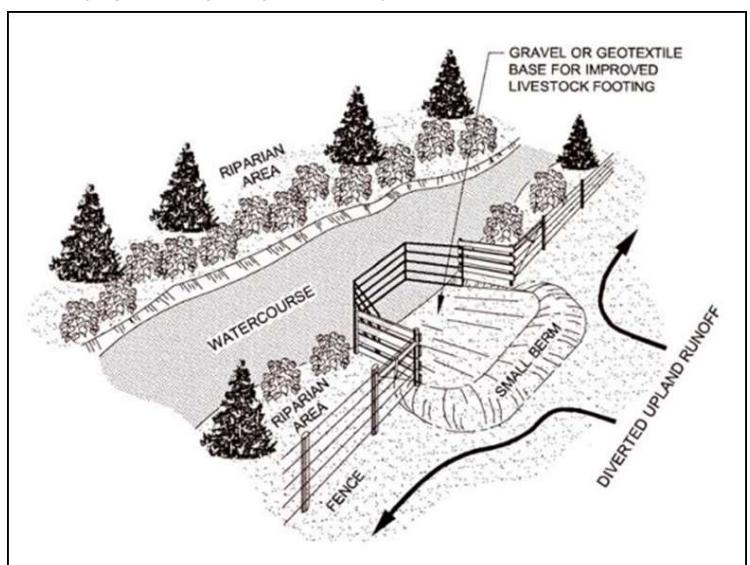 GRAVEL OR GEOTEXTILE
BASE FOR IMPROVED
LIVESTOCK FOOTING
RIPARIAN
AREA
WATERCOURSE
RIPARIAN
AREA
SMALL BERM
FENCE
DIVERTED UPLAND RUNOFF